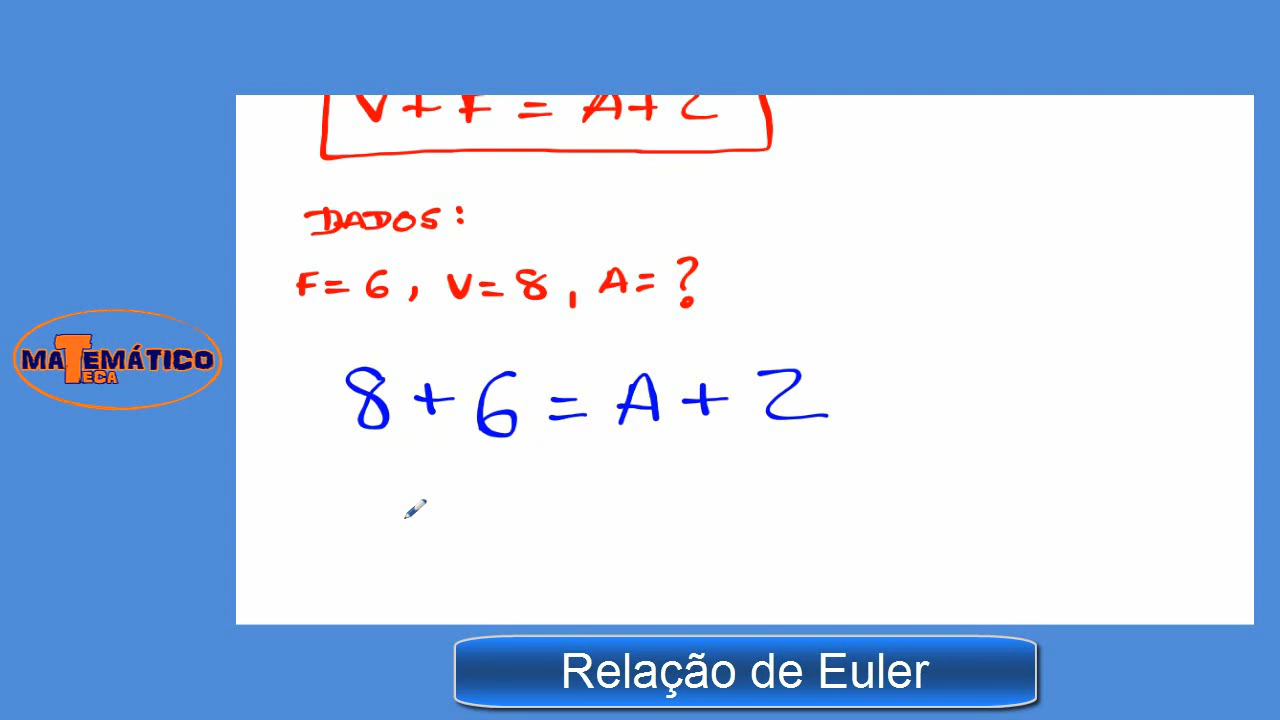 V + F = A + 2
DADOS:
F = 6, V = 8, A = ?
8 + 6 = A + 2
MATEMÁTICO
TECA
Relação de Euler